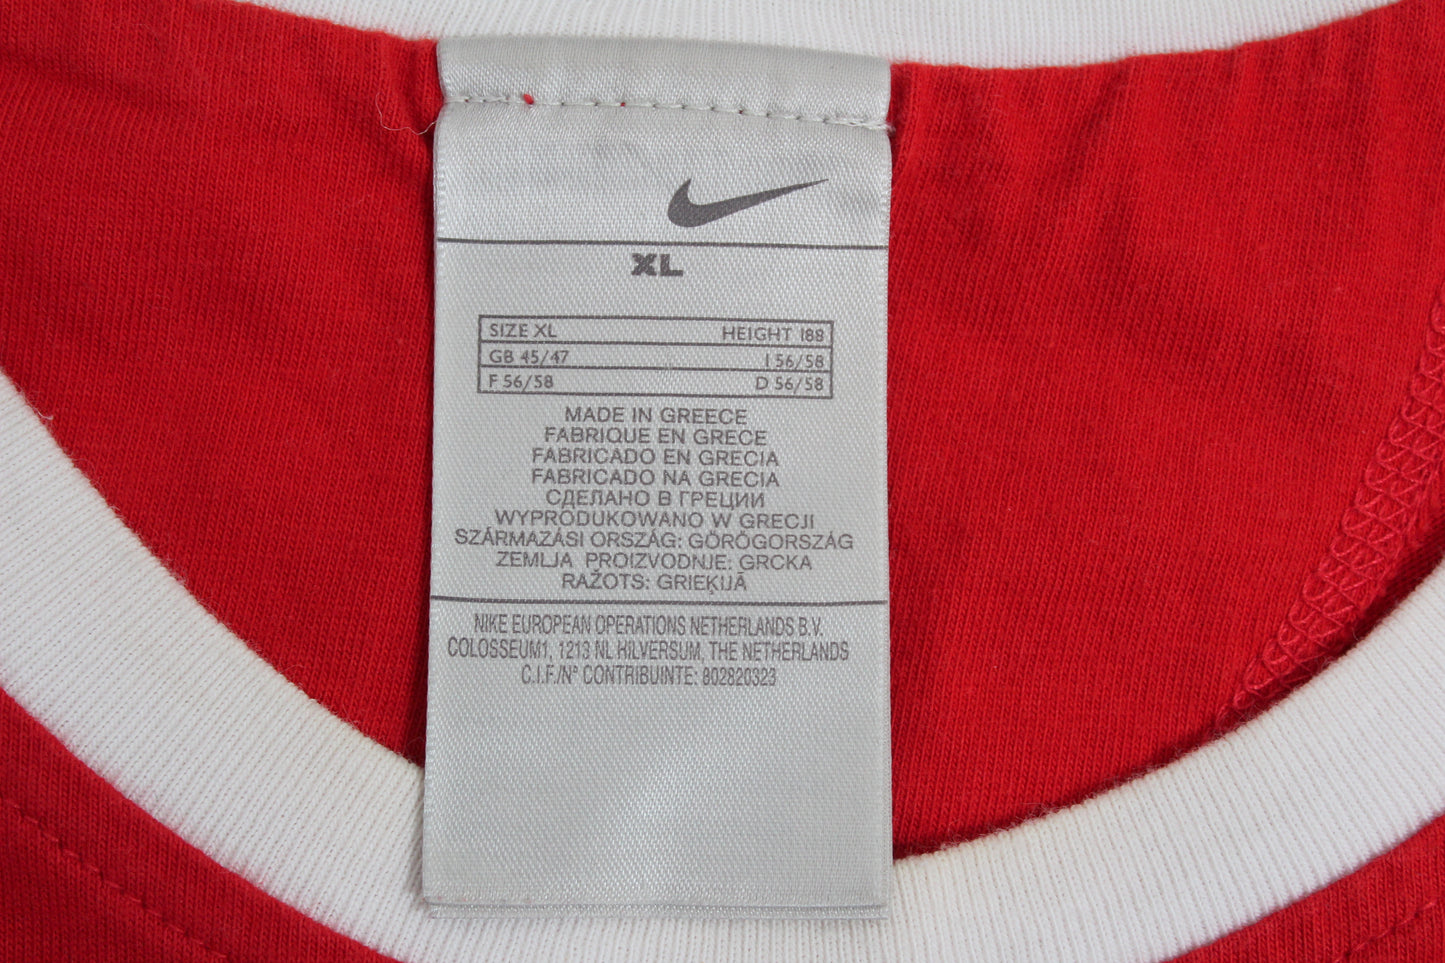 XL
SIZE XL HEIGHT 188
GB 45/47 I 56/58
F 56/58 D 56/58
MADE IN GREECE
FABRIQUE EN GRECE
FABRICADO EN GRECIA
FABRICADO NA GRECIA
СДЕЛАНО В ГРЕЦИИ
WYPRODUKOWANO W GRECJI
SZÁRMAZÁSI ORSZÁG: GÖRÖGORSZÁG
ZEMLJA PROIZVODNJE: GRCKA
RAŽOTS: GRIEĶIJĀ
NIKE EUROPEAN OPERATIONS NETHERLANDS B.V.
COLOSSEUM1, 1213 NL HILVERSUM, THE NETHERLANDS
C.I.F./N° CONTRIBUINTE: 802820323